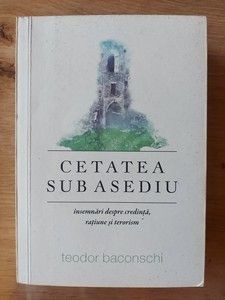 CETATEA
SUB ASEDIU
însemnări despre credință,
rațiune și terorism
teodor baconschi